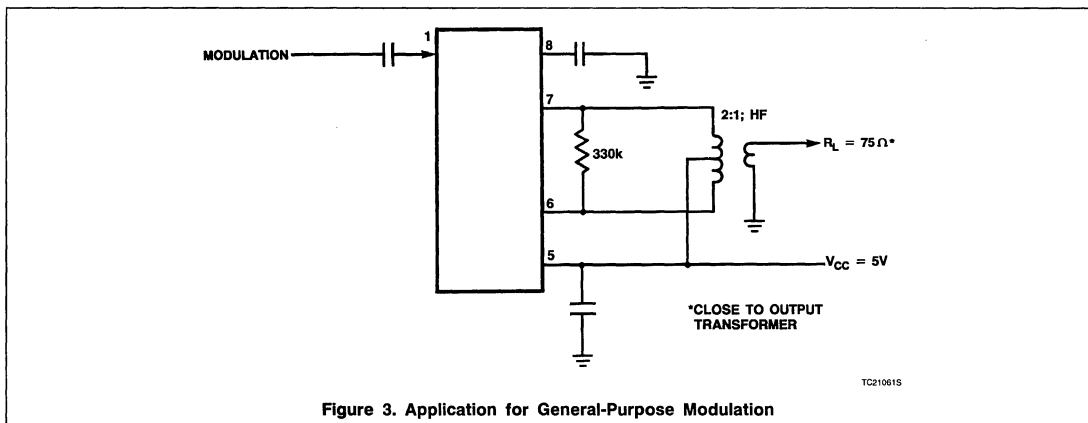 MODULATION
1
8
7
2:1; HF
330k
R_L = 75Ω*
6
5
V_CC = 5V
*CLOSE TO OUTPUT
TRANSFORMER
TC21061S
Figure 3. Application for General-Purpose Modulation